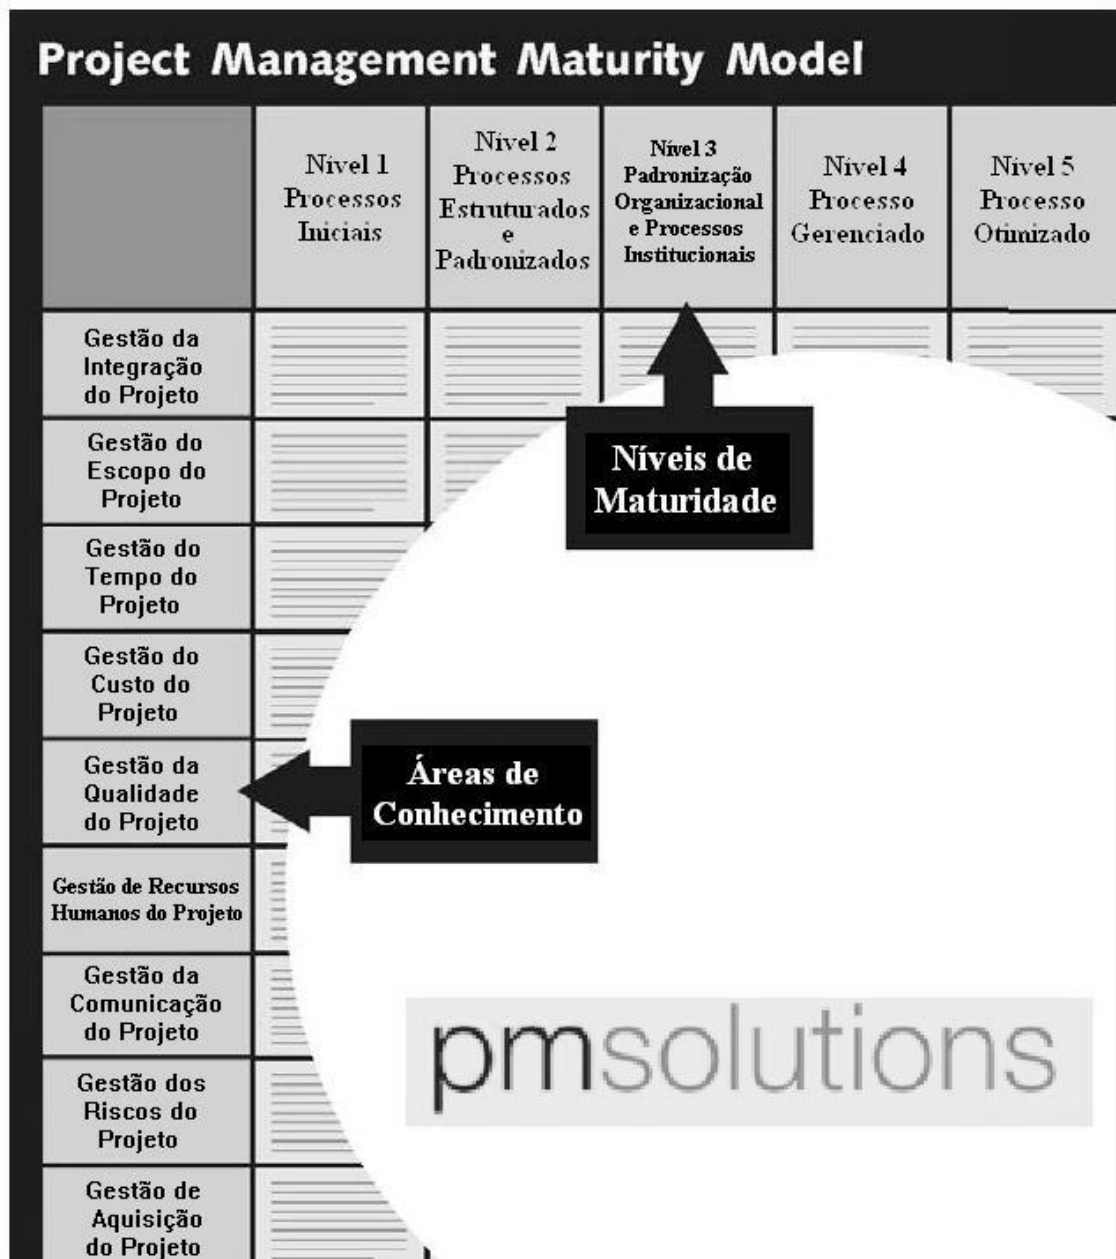 Project Management Maturity Model
Nível 1
Processos
Iniciais
Nível 2
Processos
Estruturados
e
Padronizados
Nível 3
Padronização
Organizacional
e Processos
Institucionais
Nível 4
Processo
Gerenciado
Nível 5
Processo
Otimizado
Gestão da
Integração
do Projeto
Gestão do
Escopo do
Projeto
Níveis de
Maturidade
Gestão do
Tempo do
Projeto
Gestão do
Custo do
Projeto
Gestão da
Qualidade
do Projeto
Áreas de
Conhecimento
Gestão de Recursos
Humanos do Projeto
Gestão da
Comunicação
do Projeto
pmsolutions
Gestão dos
Riscos do
Projeto
Gestão de
Aquisição
do Projeto